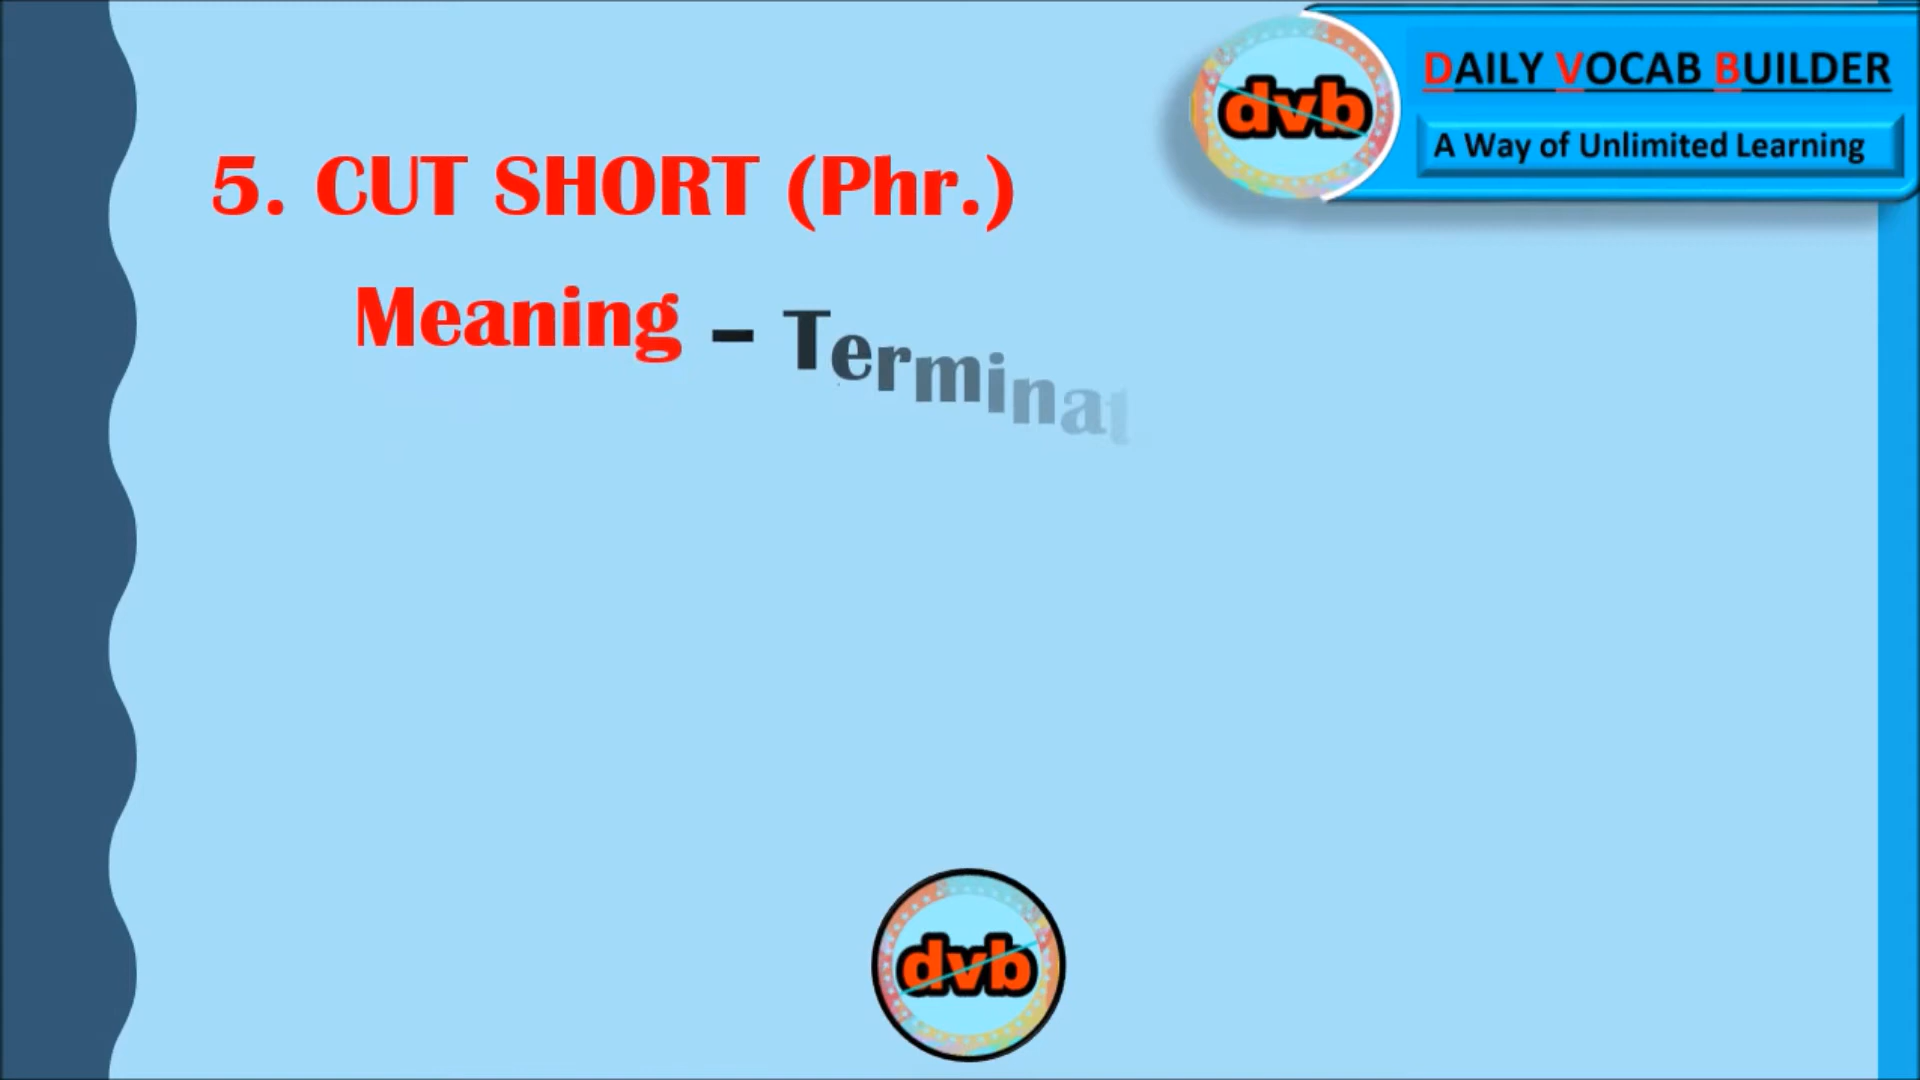 dvb
DAILY VOCAB BUILDER
A Way of Unlimited Learning
5. CUT SHORT (Phr.)
Meaning – Terminat
dvb